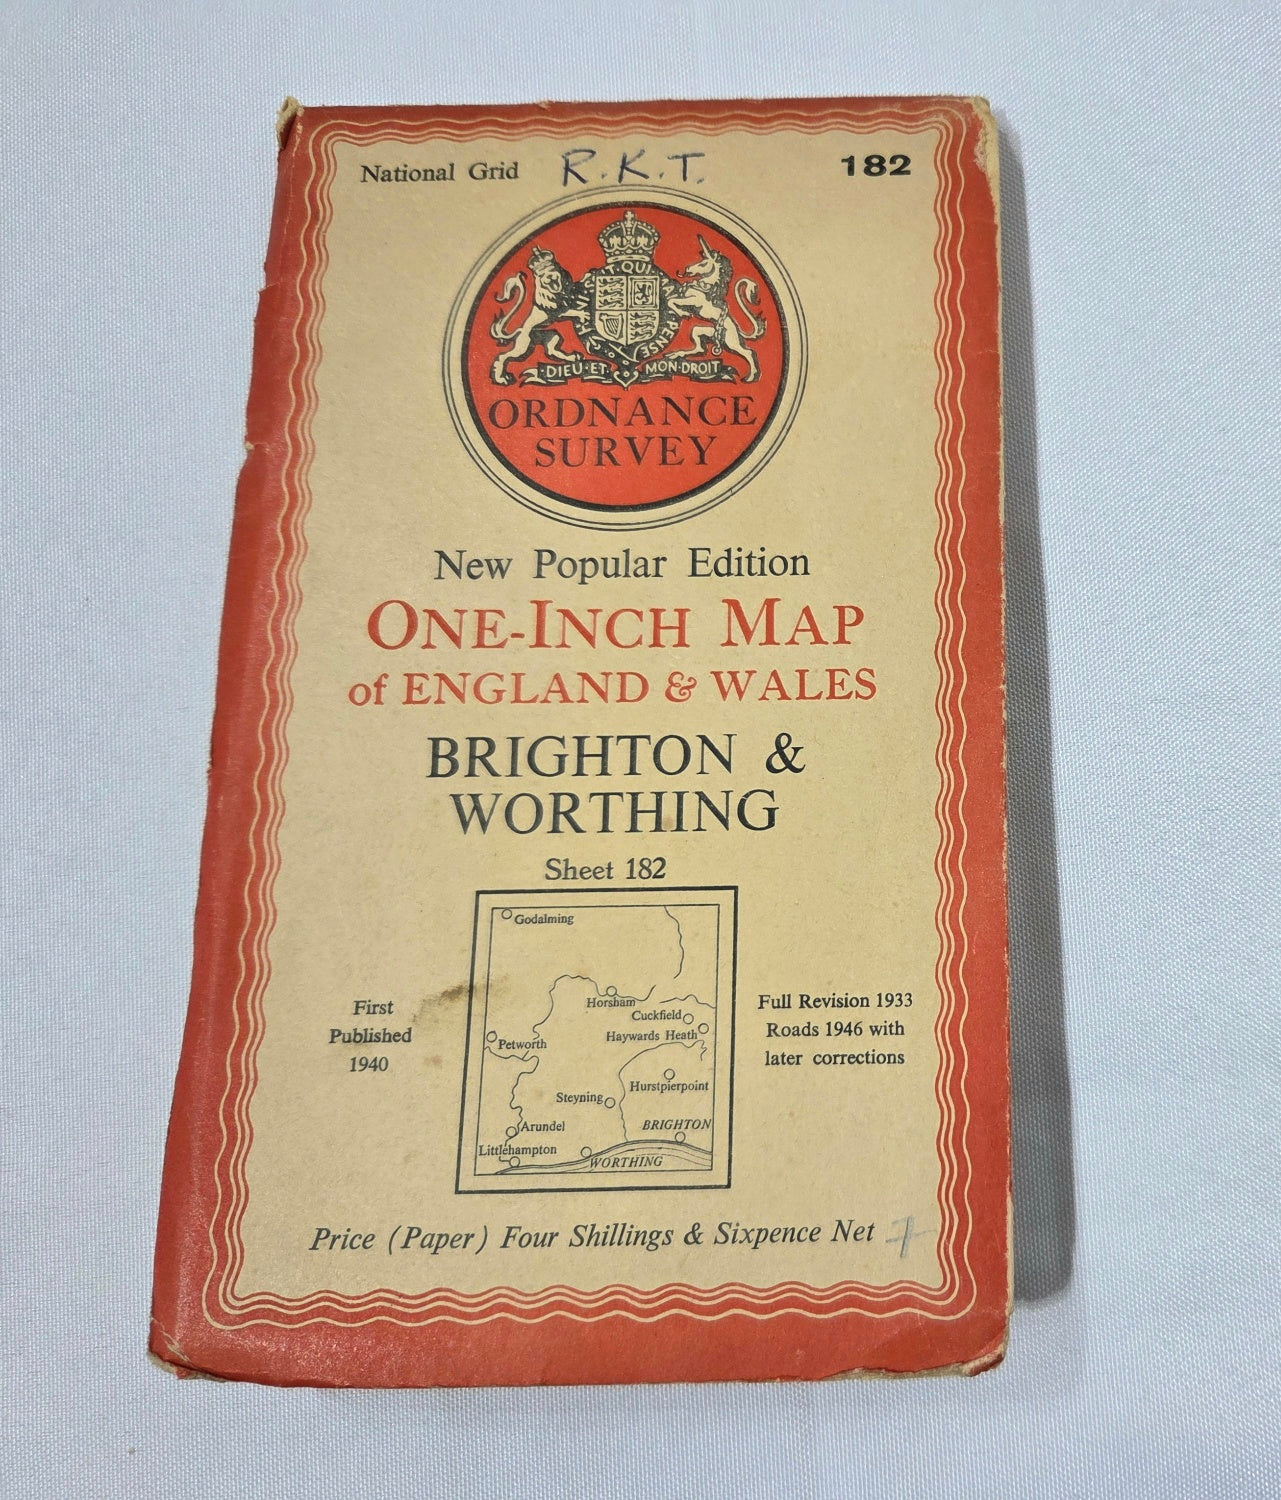 National Grid R.K.T. 182
DIEU·ET MON·DROIT
ORDNANCE
SURVEY
New Popular Edition
ONE-INCH MAP
of ENGLAND & WALES
BRIGHTON &
WORTHING
Sheet 182
Godalming
Horsham
Cuckfield
Haywards Heath
Petworth
Hurstpierpoint
Steyning
Arundel
BRIGHTON
Littlehampton
WORTHING
First
Published
1940
Full Revision 1933
Roads 1946 with
later corrections
Price (Paper) Four Shillings & Sixpence Net